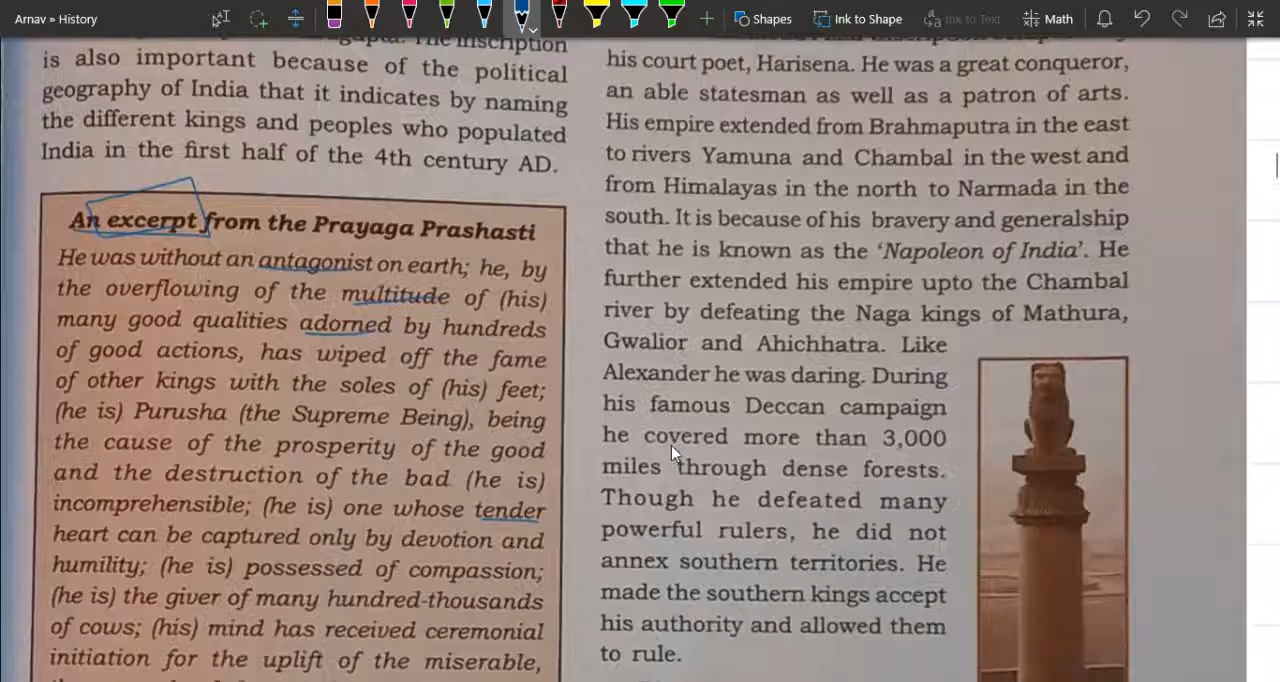 Arnav » History
Shapes
Ink to Shape
Ink to Text
Math
The inscription
is also important because of the political
geography of India that it indicates by naming
the different kings and peoples who populated
India in the first half of the 4th century AD.
An excerpt from the Prayaga Prashasti
He was without an antagonist on earth; he, by
the overflowing of the multitude of (his)
many good qualities adorned by hundreds
of good actions, has wiped off the fame
of other kings with the soles of (his) feet;
(he is) Purusha (the Supreme Being), being
the cause of the prosperity of the good
and the destruction of the bad (he is)
incomprehensible; (he is) one whose tender
heart can be captured only by devotion and
humility; (he is) possessed of compassion;
(he is) the giver of many hundred-thousands
of cows; (his) mind has received ceremonial
initiation for the uplift of the miserable,
his court poet, Harisena. He was a great conqueror,
an able statesman as well as a patron of arts.
His empire extended from Brahmaputra in the east
to rivers Yamuna and Chambal in the west and
from Himalayas in the north to Narmada in the
south. It is because of his bravery and generalship
that he is known as the ‘Napoleon of India’. He
further extended his empire upto the Chambal
river by defeating the Naga kings of Mathura,
Gwalior and Ahichhatra. Like
Alexander he was daring. During
his famous Deccan campaign
he covered more than 3,000
miles through dense forests.
Though he defeated many
powerful rulers, he did not
annex southern territories. He
made the southern kings accept
his authority and allowed them
to rule.